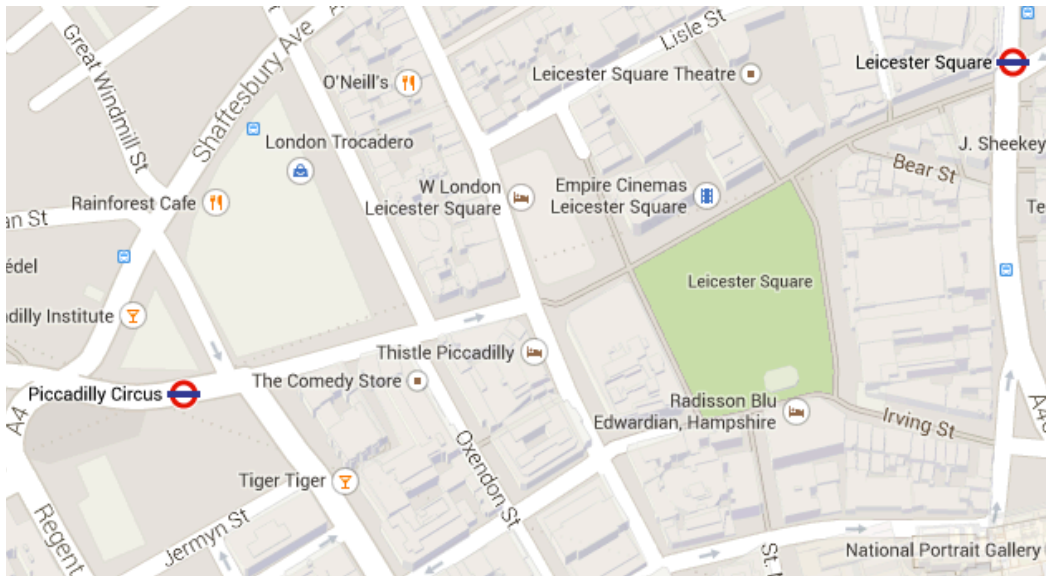 Lisle St
Great Windmill St
Shaftesbury Ave
Leicester Square
Leicester Square Theatre
O'Neill's
London Trocadero
J. Sheekey
Bear St
W London
Leicester Square
Empire Cinemas
Leicester Square
Rainforest Cafe
an St
Te
édel
Leicester Square
adilly Institute
Thistle Piccadilly
The Comedy Store
Piccadilly Circus
A4
Radisson Blu
Edwardian, Hampshire
Irving St
A40
Oxendon St
Tiger Tiger
Jermyn St
Regent
St. M
National Portrait Gallery